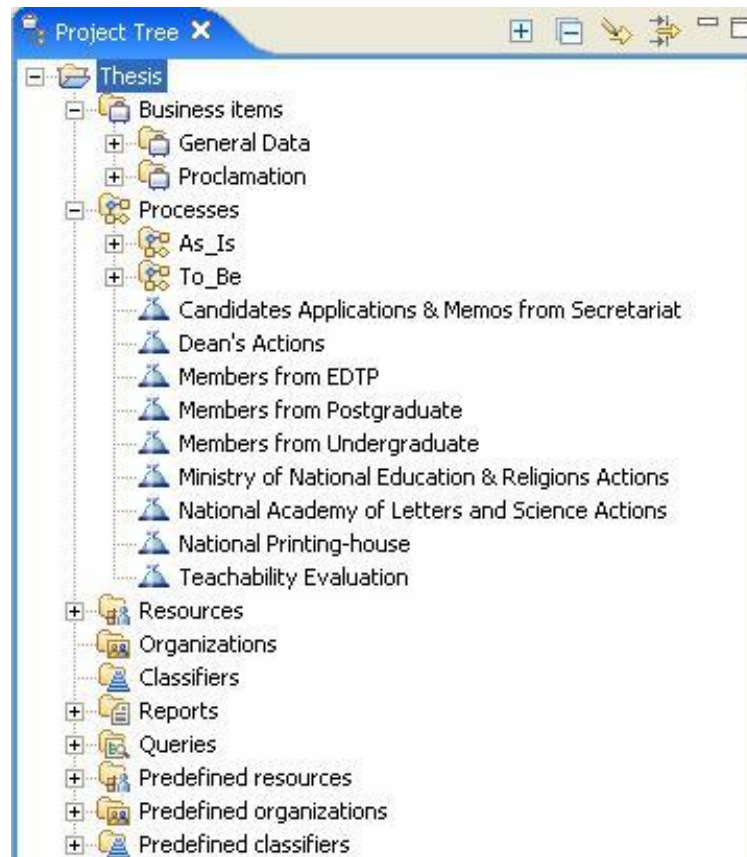 Project Tree
Thesis
Business items
General Data
Proclamation
Processes
As_Is
To_Be
Candidates Applications & Memos from Secretariat
Dean's Actions
Members from EDTP
Members from Postgraduate
Members from Undergraduate
Ministry of National Education & Religions Actions
National Academy of Letters and Science Actions
National Printing-house
Teachability Evaluation
Resources
Organizations
Classifiers
Reports
Queries
Predefined resources
Predefined organizations
Predefined classifiers